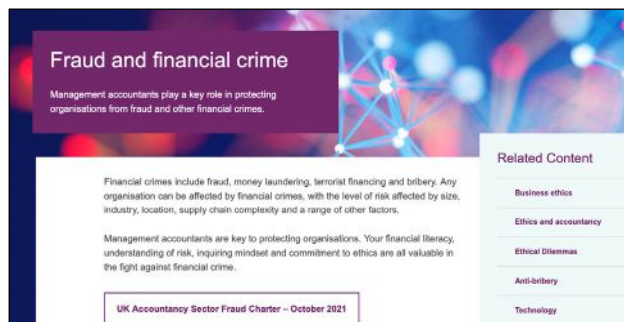 Fraud and financial crime
Management accountants play a key role in protecting
organisations from fraud and other financial crimes.
Financial crimes include fraud, money laundering, terrorist financing and bribery. Any
organisation can be affected by financial crimes, with the level of risk affected by size,
industry, location, supply chain complexity and a range of other factors.
Management accountants are key to protecting organisations. Your financial literacy,
understanding of risk, inquiring mindset and commitment to ethics are all valuable in
the fight against financial crime.
UK Accountancy Sector Fraud Charter – October 2021
Related Content
Business ethics
Ethics and accountancy
Ethical Dilemmas
Anti-bribery
Technology